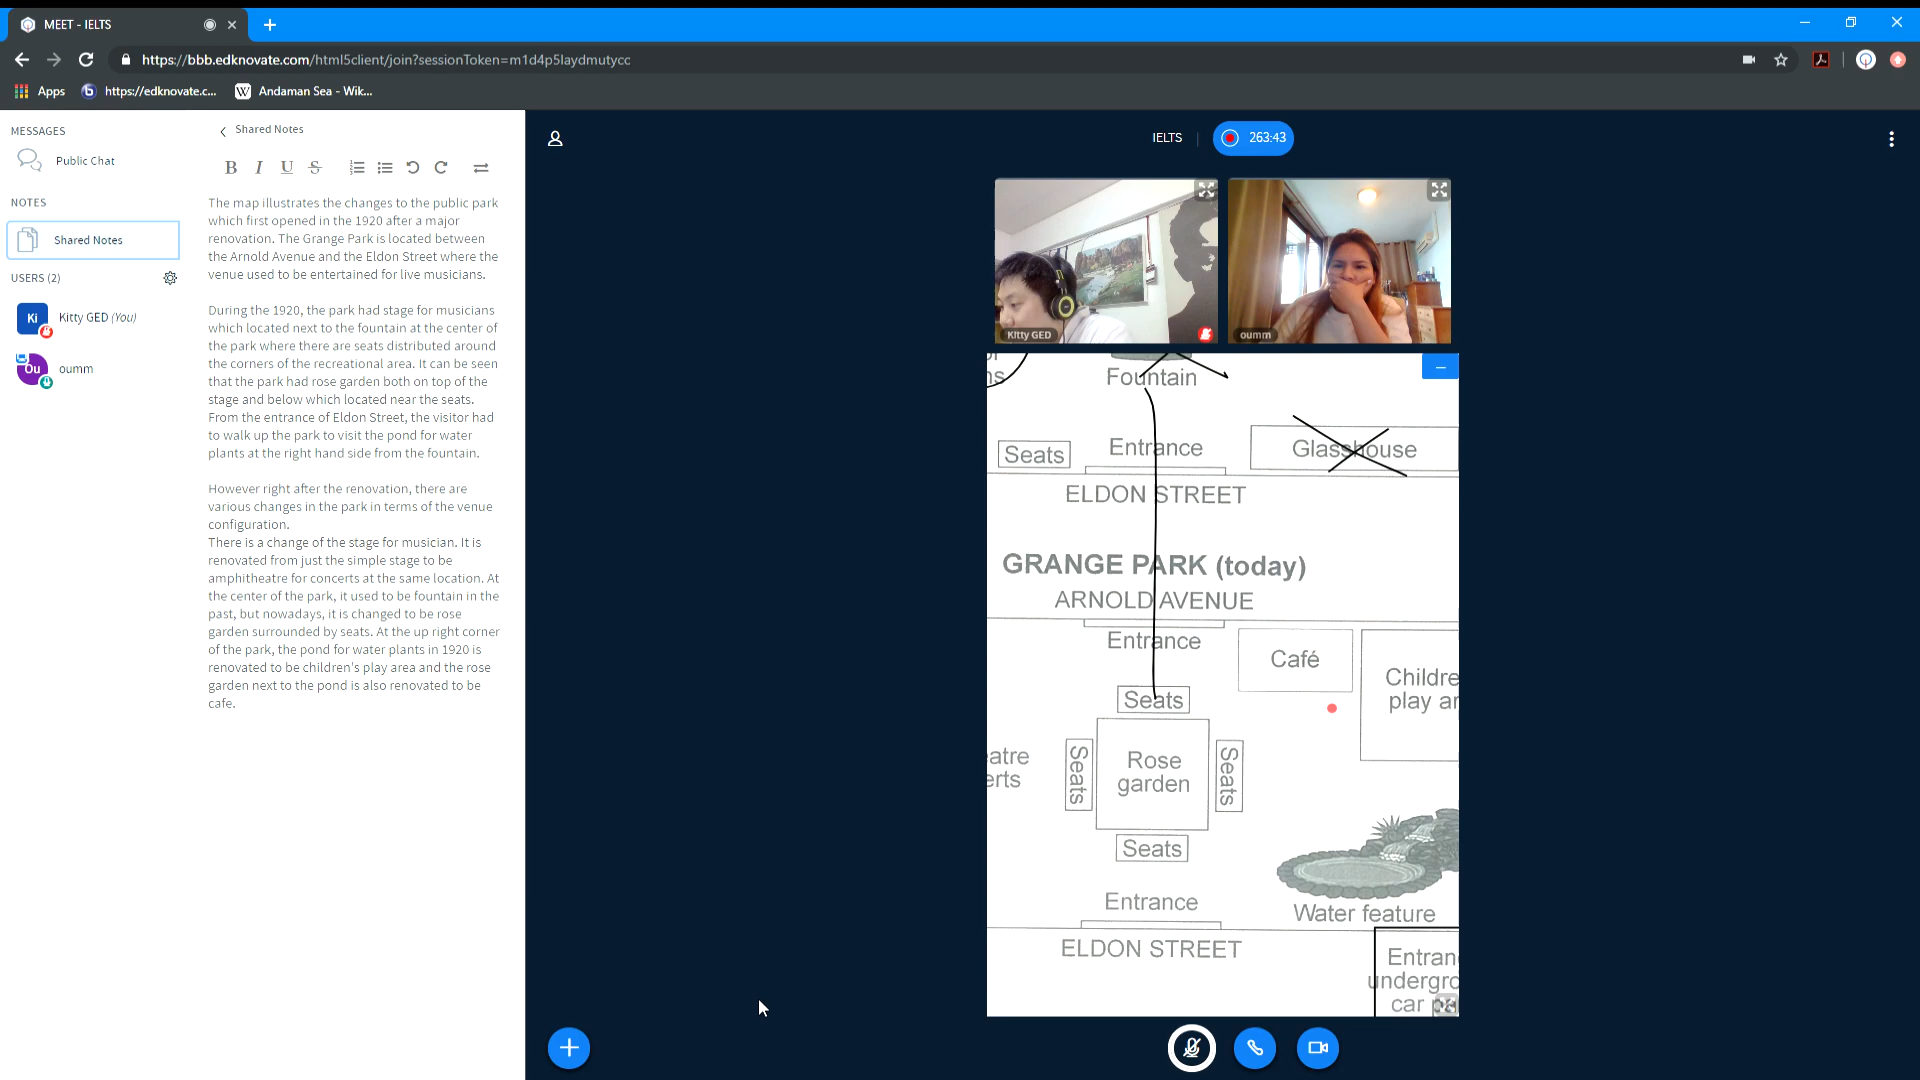 MEET - IELTS
https://bbb.edknovate.com/html5client/join?sessionToken=m1d4p5laydmutycc
Apps
https://edknovate.c...
Andaman Sea - Wik...
MESSAGES
Public Chat
NOTES
Shared Notes
USERS (2)
Ki
Kitty GED (You)
Ou
oumm
Shared Notes
B I U S
The map illustrates the changes to the public park
which first opened in the 1920 after a major
renovation. The Grange Park is located between
the Arnold Avenue and the Eldon Street where the
venue used to be entertained for live musicians.
During the 1920, the park had stage for musicians
which located next to the fountain at the center of
the park where there are seats distributed around
the corners of the recreational area. It can be seen
that the park had rose garden both on top of the
stage and below which located near the seats.
From the entrance of Eldon Street, the visitor had
to walk up the park to visit the pond for water
plants at the right hand side from the fountain.
However right after the renovation, there are
various changes in the park in terms of the venue
configuration.
There is a change of the stage for musician. It is
renovated from just the simple stage to be
amphitheatre for concerts at the same location. At
the center of the park, it used to be fountain in the
past, but nowadays, it is changed to be rose
garden surrounded by seats. At the up right corner
of the park, the pond for water plants in 1920 is
renovated to be children's play area and the rose
garden next to the pond is also renovated to be
cafe.
IELTS
263:43
Kitty GED
oumm
Fountain
Seats
Entrance
Glasshouse
ELDON STREET
GRANGE PARK (today)
ARNOLD AVENUE
Entrance
Café
Childre
play ar
Seats
atre
erts
Seats
Rose
garden
Seats
Seats
Entrance
Water feature
ELDON STREET
Entran
undergro
car pa